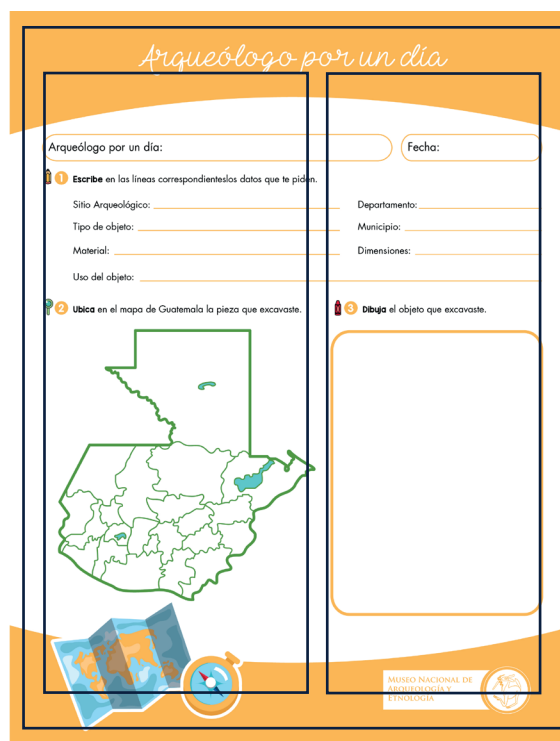 Arqueólogo por un día
Arqueólogo por un día:
Fecha:
1 Escribe en las líneas correspondienteslos datos que te piden.
Sitio Arqueológico:
Departamento:
Tipo de objeto:
Municipio:
Material:
Dimensiones:
Uso del objeto:
2 Ubica en el mapa de Guatemala la pieza que excavaste.
3 Dibuja el objeto que excavaste.
Museo Nacional de
Arqueología y
Etnología